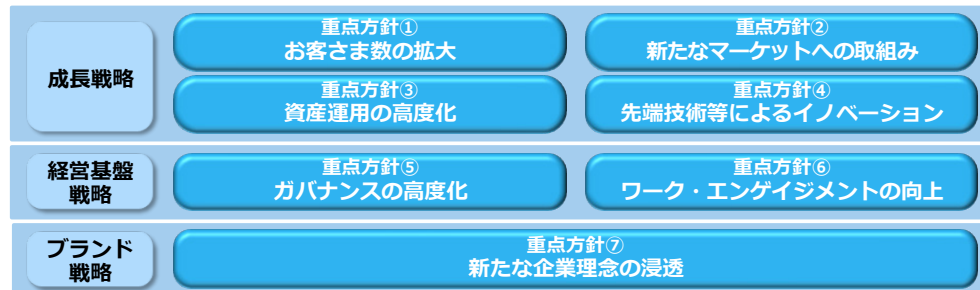 成長戦略
重点方針①
お客さま数の拡大
重点方針②
新たなマーケットへの取組み
重点方針③
資産運用の高度化
重点方針④
先端技術等によるイノベーション
経営基盤
戦略
重点方針⑤
ガバナンスの高度化
重点方針⑥
ワーク・エンゲイジメントの向上
ブランド
戦略
重点方針⑦
新たな企業理念の浸透